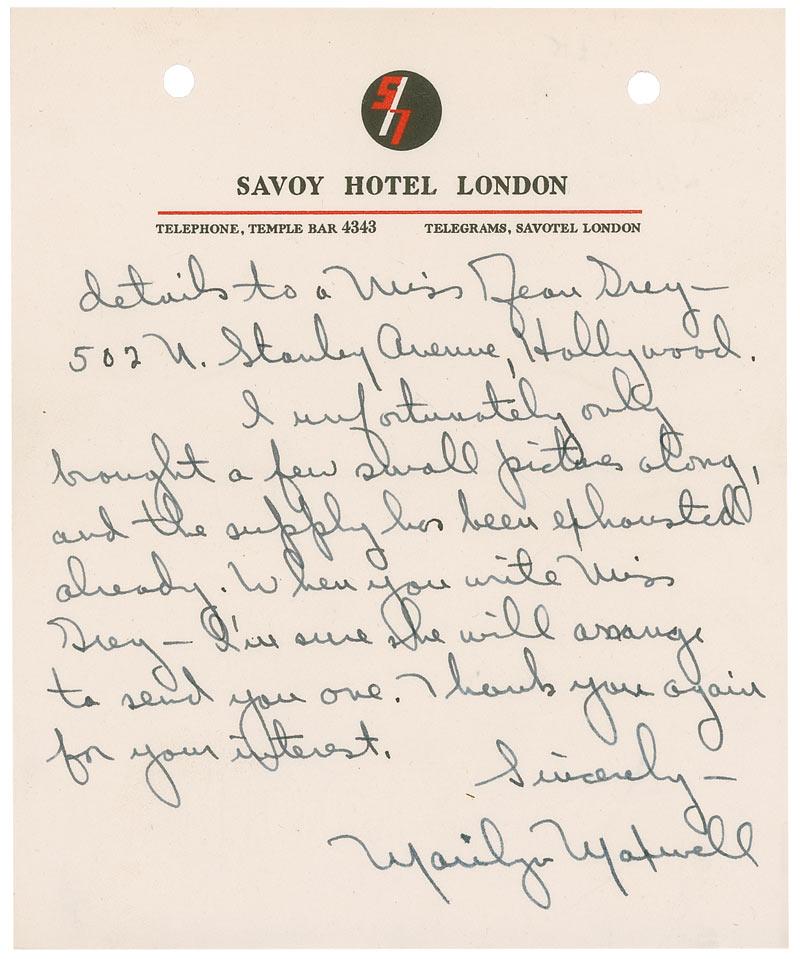 S
SAVOY HOTEL LONDON
TELEPHONE, TEMPLE BAR 4343 TELEGRAMS, SAVOTEL LONDON
details to a Miss Jean Grey—
502 N. Stanley Avenue, Hollywood.
I unfortunately only
brought a few small pictures along,
and the supply has been exhausted
already. When you write Miss
Grey— I'm sure she will arrange
to send you one. Thank you again
for your interest.
Sincerely—
Marilyn Maxwell